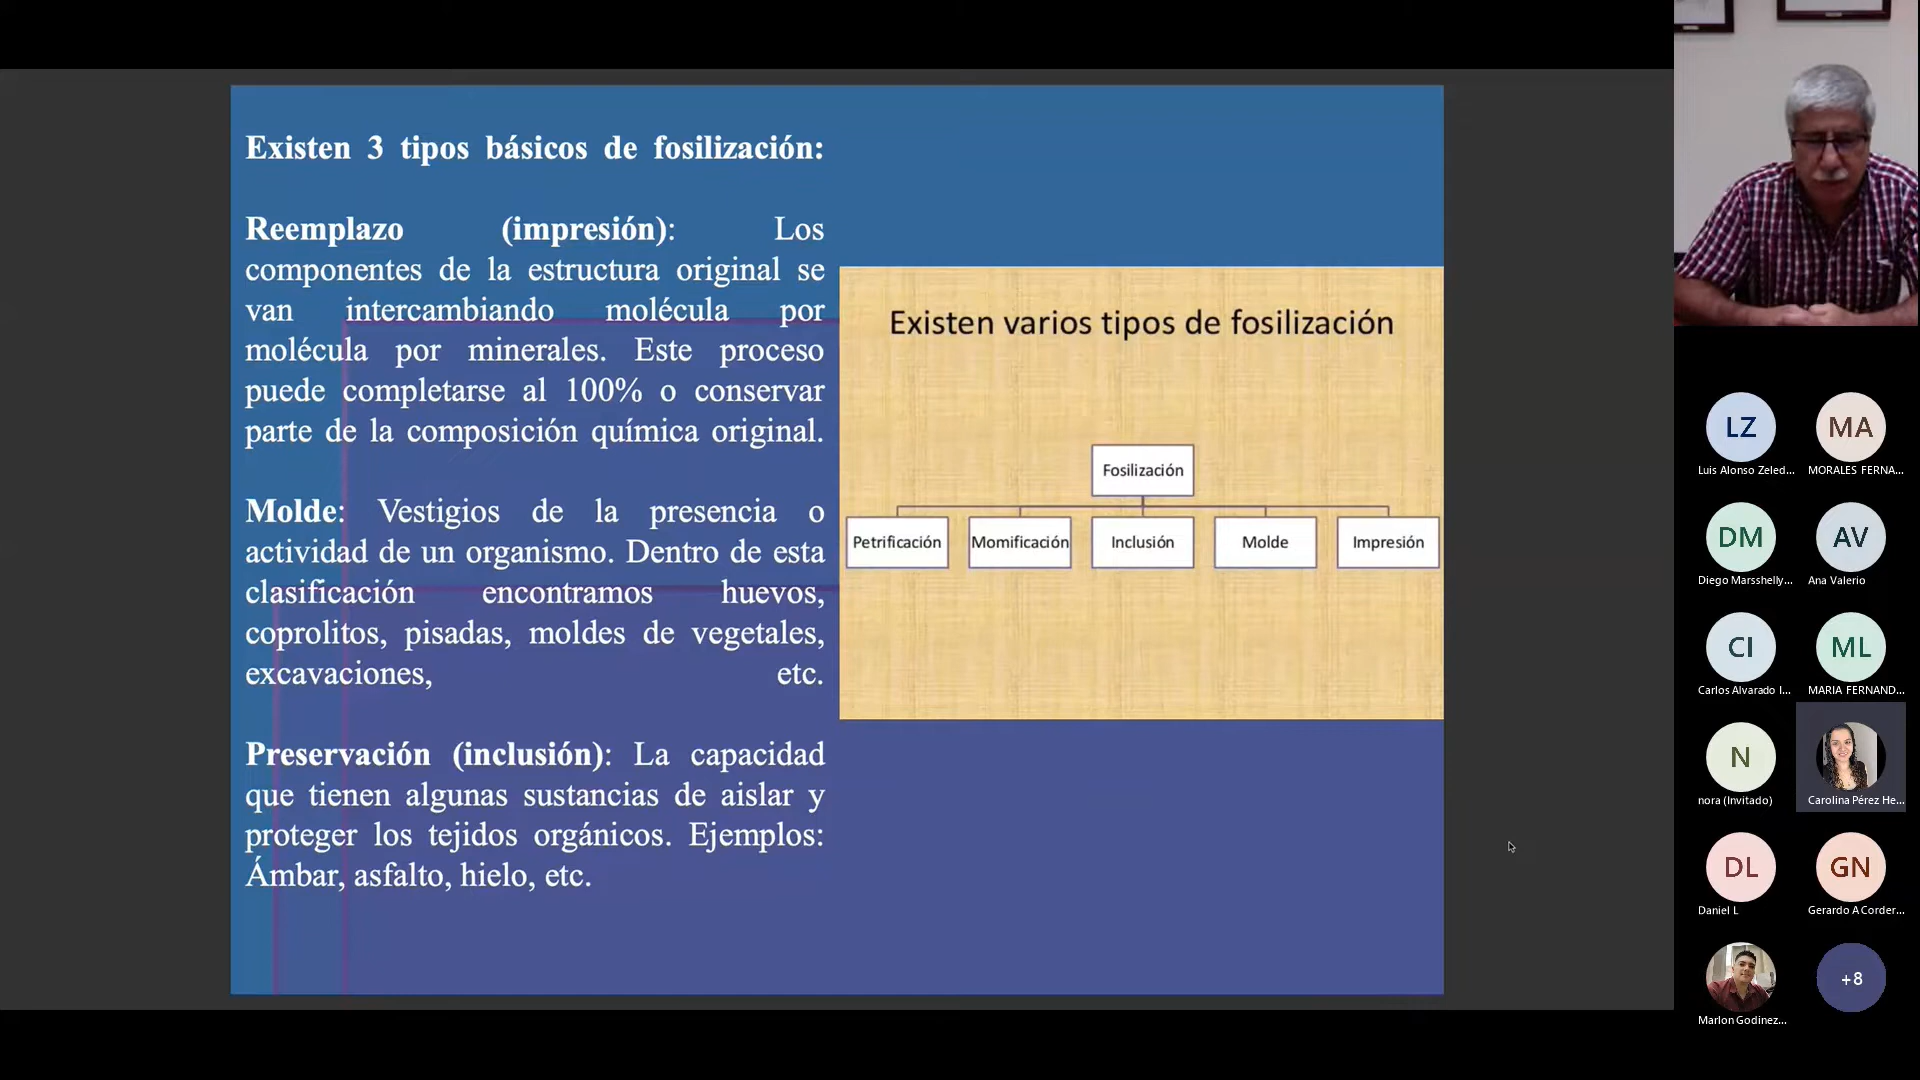 Existen 3 tipos básicos de fosilización:
Reemplazo (impresión): Los
componentes de la estructura original se
van intercambiando molécula por
molécula por minerales. Este proceso
puede completarse al 100% o conservar
parte de la composición química original.
Molde: Vestigios de la presencia o
actividad de un organismo. Dentro de esta
clasificación encontramos huevos,
coprolitos, pisadas, moldes de vegetales,
excavaciones, etc.
Preservación (inclusión): La capacidad
que tienen algunas sustancias de aislar y
proteger los tejidos orgánicos. Ejemplos:
Ámbar, asfalto, hielo, etc.
Existen varios tipos de fosilización
Fosilización
Petrificación Momificación Inclusión Molde Impresión
LZ MA
Luis Alonso Zeled... MORALES FERNA...
DM AV
Diego Marsshelly... Ana Valerio
CI ML
Carlos Alvarado I... MARIA FERNAND...
N
nora (Invitado) Carolina Pérez He...
DL GN
Daniel L Gerardo A Corder...
+8
Marlon Godinez...